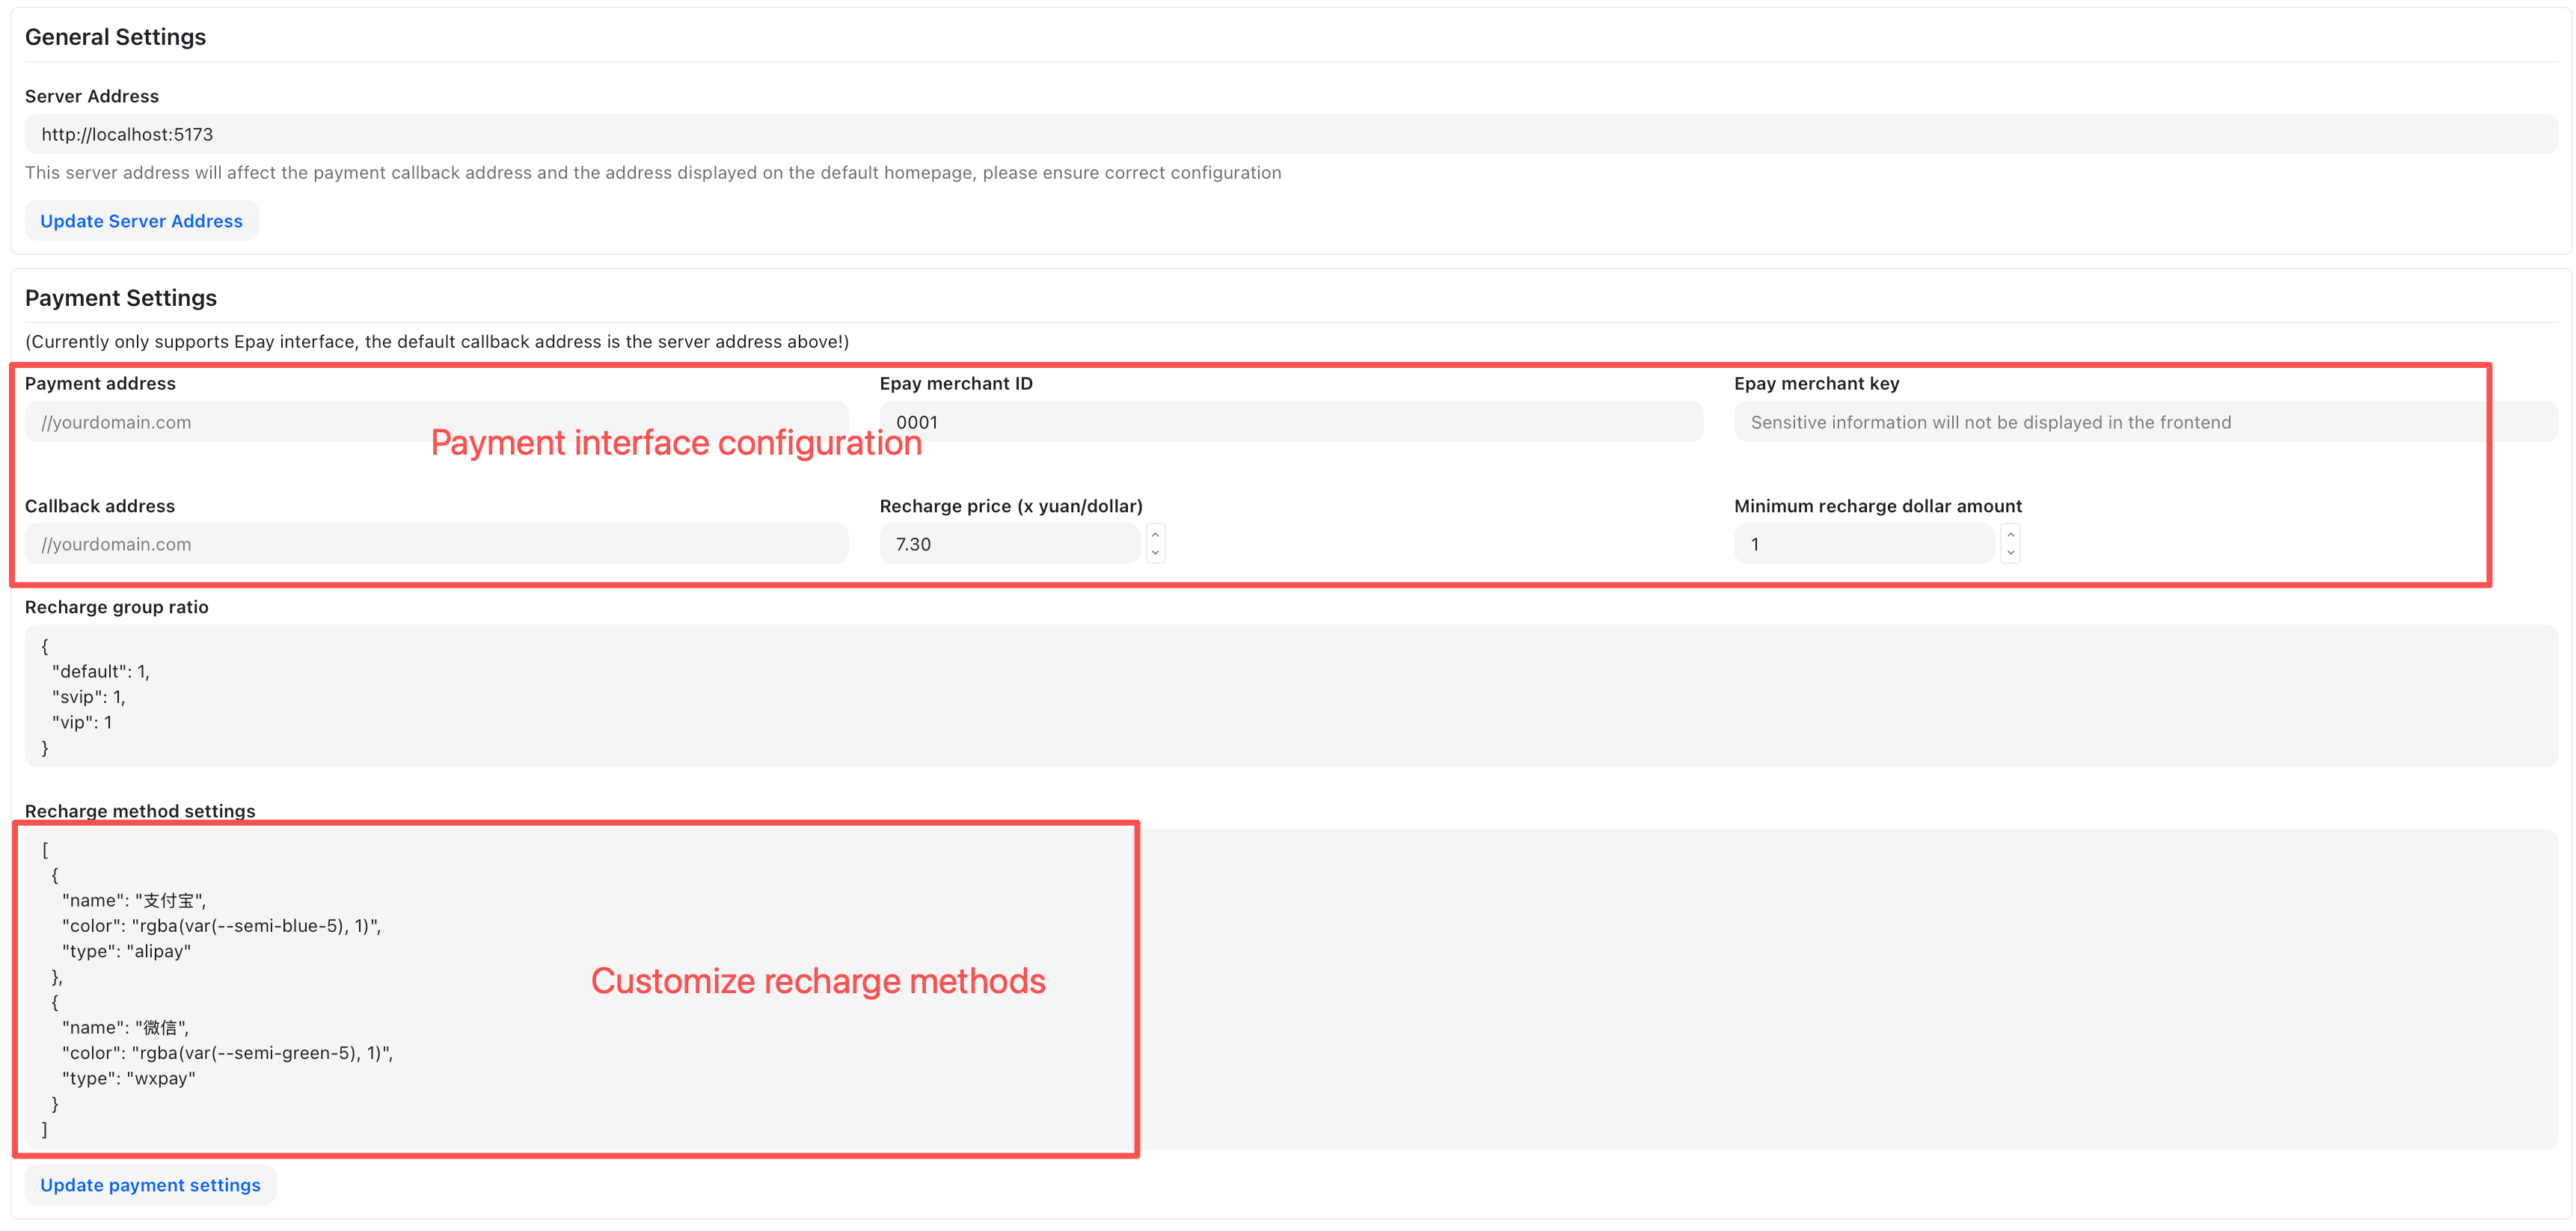 General Settings
Server Address
http://localhost:5173
This server address will affect the payment callback address and the address displayed on the default homepage, please ensure correct configuration
Update Server Address
Payment Settings
(Currently only supports Epay interface, the default callback address is the server address above!)
Payment address
Epay merchant ID
Epay merchant key
//yourdomain.com
0001
Sensitive information will not be displayed in the frontend
Payment interface configuration
Callback address
Recharge price (x yuan/dollar)
Minimum recharge dollar amount
//yourdomain.com
7.30
1
Recharge group ratio
{
"default": 1,
"svip": 1,
"vip": 1
}
Recharge method settings
[
{
"name": "支付宝",
"color": "rgba(var(--semi-blue-5), 1)",
"type": "alipay"
},
{
"name": "微信",
"color": "rgba(var(--semi-green-5), 1)",
"type": "wxpay"
}
]
Customize recharge methods
Update payment settings